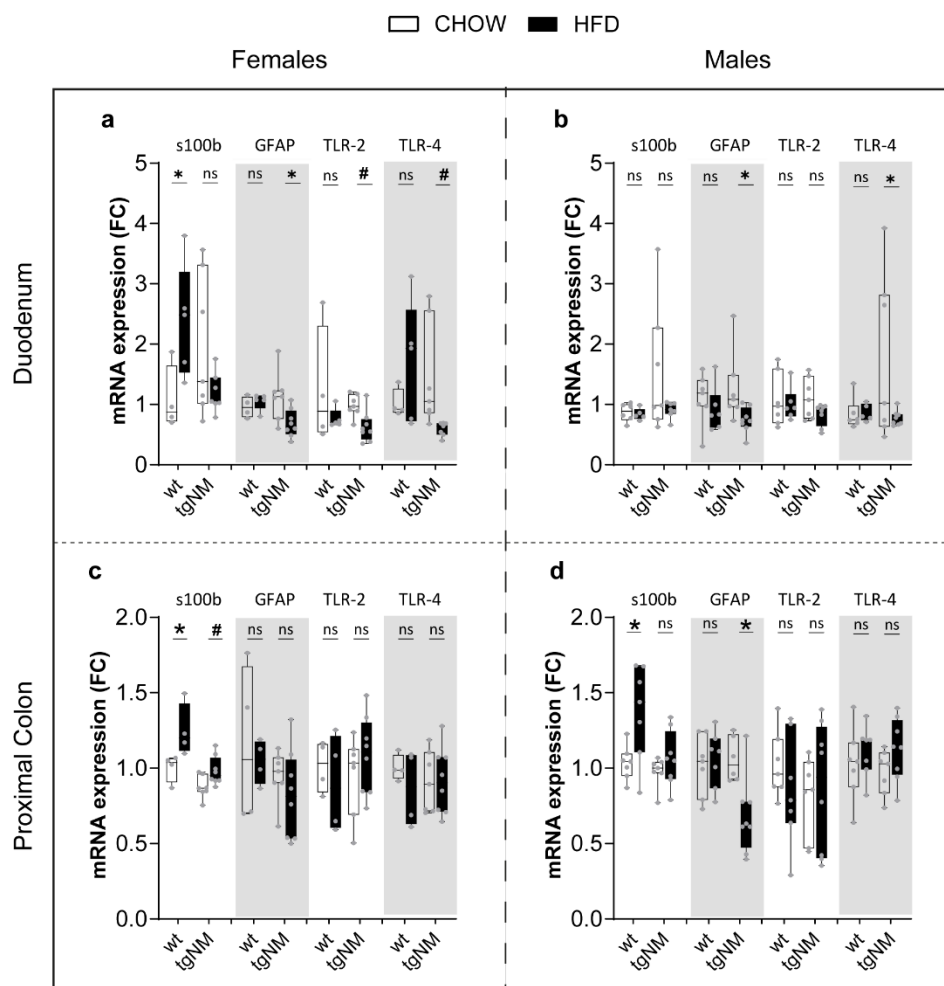 CHOW HFD
Females Males
Duodenum
a
s100b GFAP TLR-2 TLR-4
* ns ns * ns # ns #
mRNA expression (FC)
5
4
3
2
1
0
wt tgNM wt tgNM wt tgNM wt tgNM
b
s100b GFAP TLR-2 TLR-4
ns ns ns * ns ns ns *
mRNA expression (FC)
5
4
3
2
1
0
wt tgNM wt tgNM wt tgNM wt tgNM
Proximal Colon
c
s100b GFAP TLR-2 TLR-4
* # ns ns ns ns ns ns
mRNA expression (FC)
2.0
1.5
1.0
0.5
0.0
wt tgNM wt tgNM wt tgNM wt tgNM
d
s100b GFAP TLR-2 TLR-4
* ns ns * ns ns ns ns
mRNA expression (FC)
2.0
1.5
1.0
0.5
0.0
wt tgNM wt tgNM wt tgNM wt tgNM